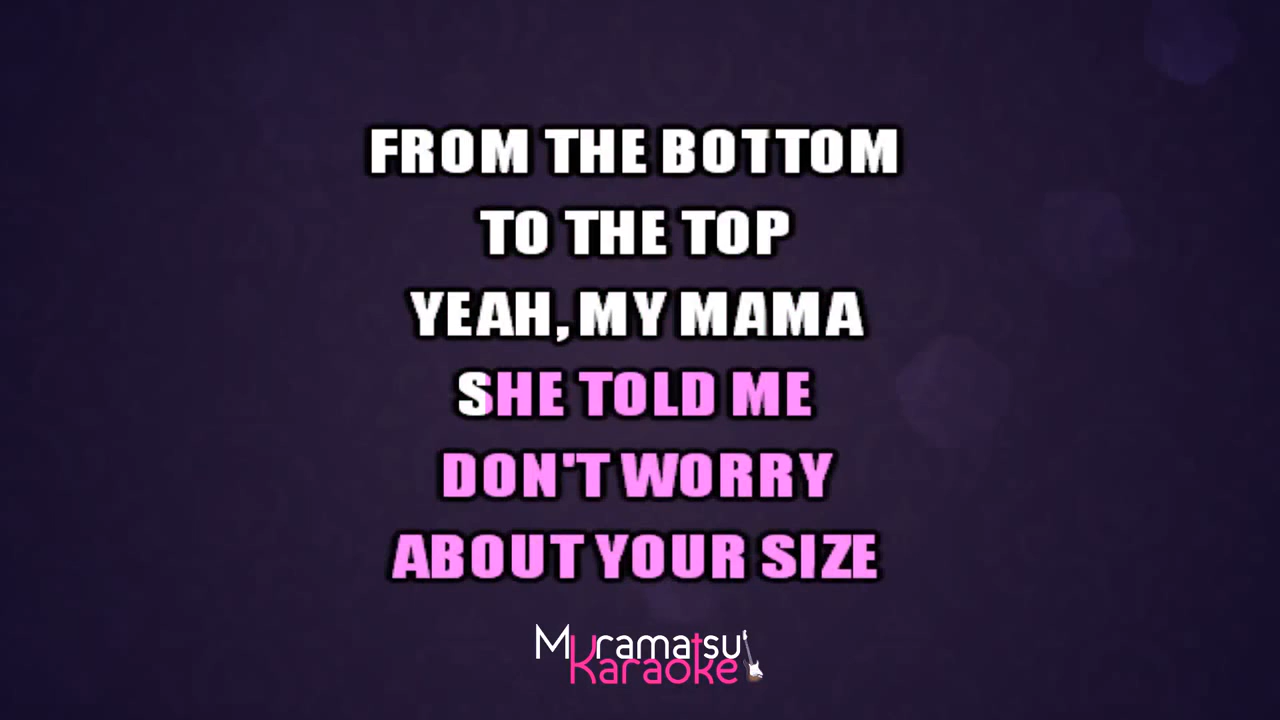 FROM THE BOTTOM
TO THE TOP
YEAH, MY MAMA
SHE TOLD ME
DON'T WORRY
ABOUT YOUR SIZE
Muramatsu
Karaoke